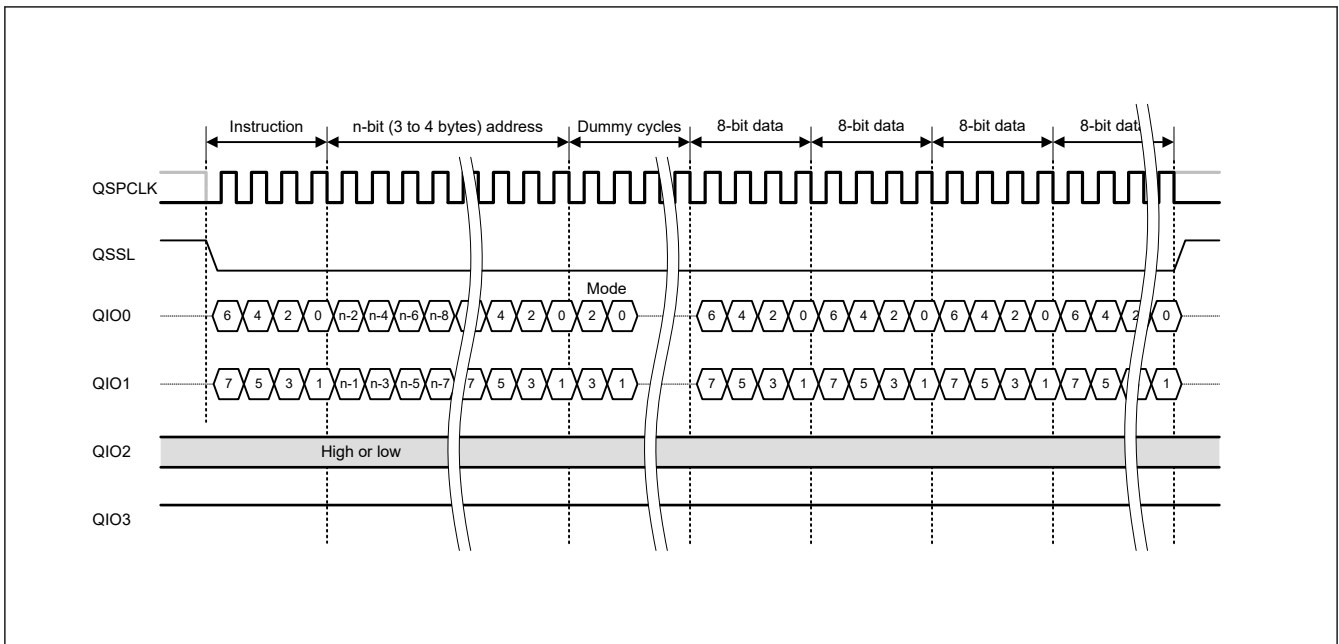 Instruction n-bit (3 to 4 bytes) address Dummy cycles 8-bit data 8-bit data 8-bit data 8-bit data
QSPCLK
QSSL
Mode
QIO0 6 4 2 0 n-2 n-4 n-6 n-8 4 2 0 2 0 6 4 2 0 6 4 2 0 6 4 2 0 6 4 2 0
QIO1 7 5 3 1 n-1 n-3 n-5 n-7 7 5 3 1 3 1 7 5 3 1 7 5 3 1 7 5 3 1 7 5 1
QIO2 High or low
QIO3